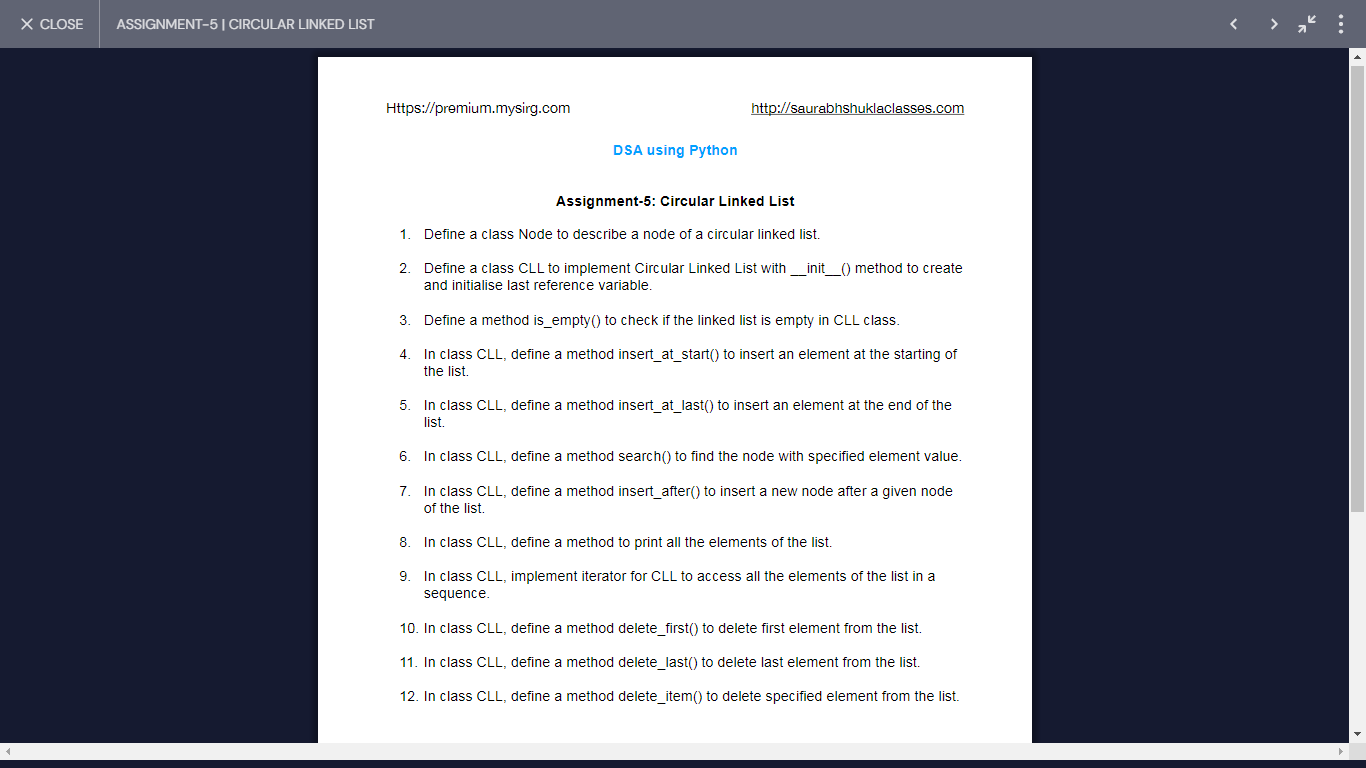 CLOSE
ASSIGNMENT-5 | CIRCULAR LINKED LIST
Https://premium.mysirg.com
http://saurabhshuklaclasses.com
DSA using Python
Assignment-5: Circular Linked List
1. Define a class Node to describe a node of a circular linked list.
2. Define a class CLL to implement Circular Linked List with __init__() method to create
and initialise last reference variable.
3. Define a method is_empty() to check if the linked list is empty in CLL class.
4. In class CLL, define a method insert_at_start() to insert an element at the starting of
the list.
5. In class CLL, define a method insert_at_last() to insert an element at the end of the
list.
6. In class CLL, define a method search() to find the node with specified element value.
7. In class CLL, define a method insert_after() to insert a new node after a given node
of the list.
8. In class CLL, define a method to print all the elements of the list.
9. In class CLL, implement iterator for CLL to access all the elements of the list in a
sequence.
10. In class CLL, define a method delete_first() to delete first element from the list.
11. In class CLL, define a method delete_last() to delete last element from the list.
12. In class CLL, define a method delete_item() to delete specified element from the list.